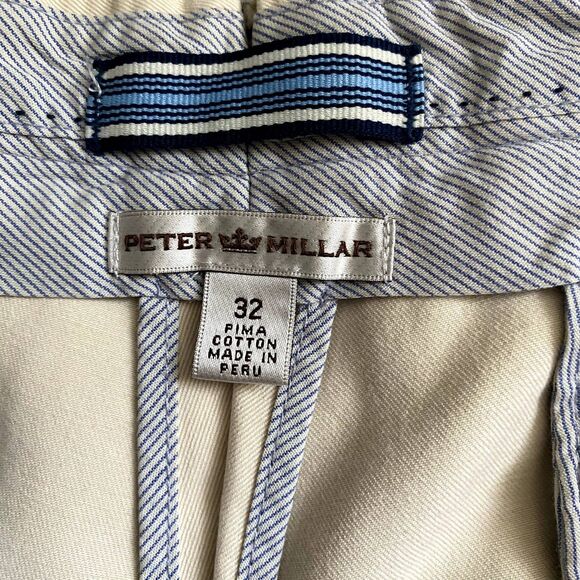 PETER MILLAR
32
PIMA
COTTON
MADE IN
PERU